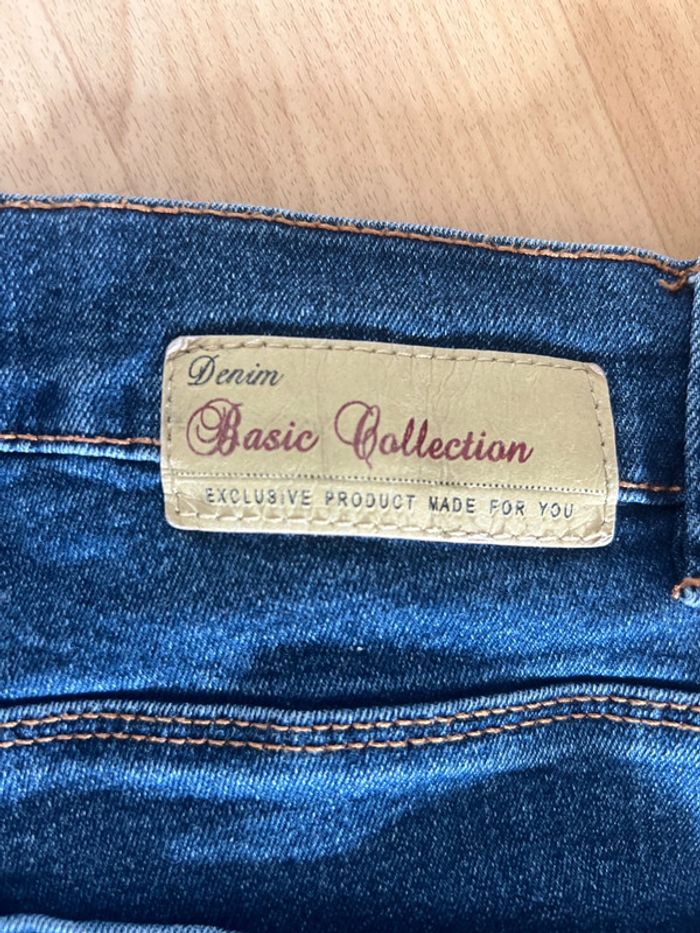 Denim
Basic Collection
EXCLUSIVE PRODUCT MADE FOR YOU